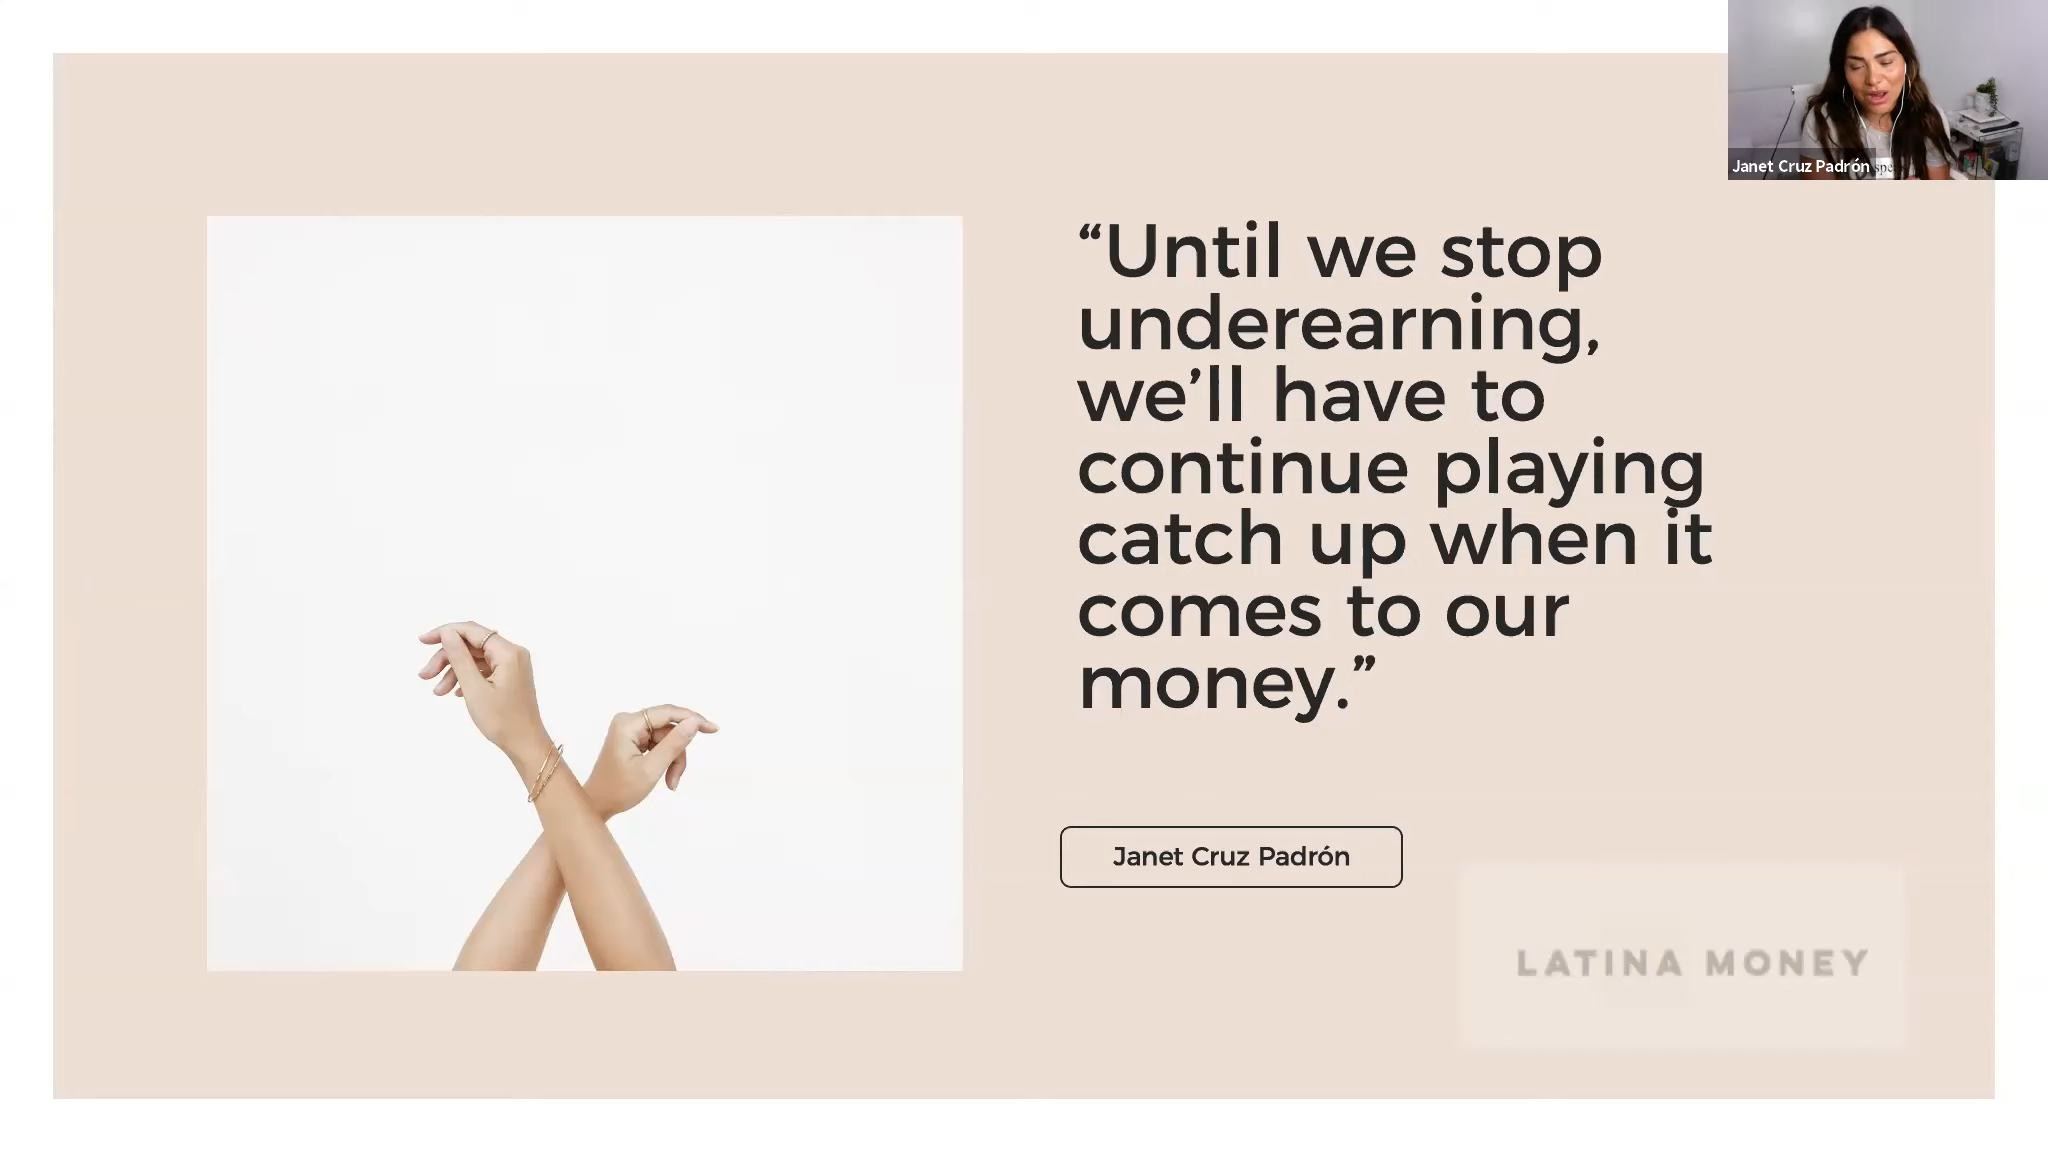 Janet Cruz Padrón
“Until we stop
underearning,
we’ll have to
continue playing
catch up when it
comes to our
money.”
Janet Cruz Padrón
LATINA MONEY